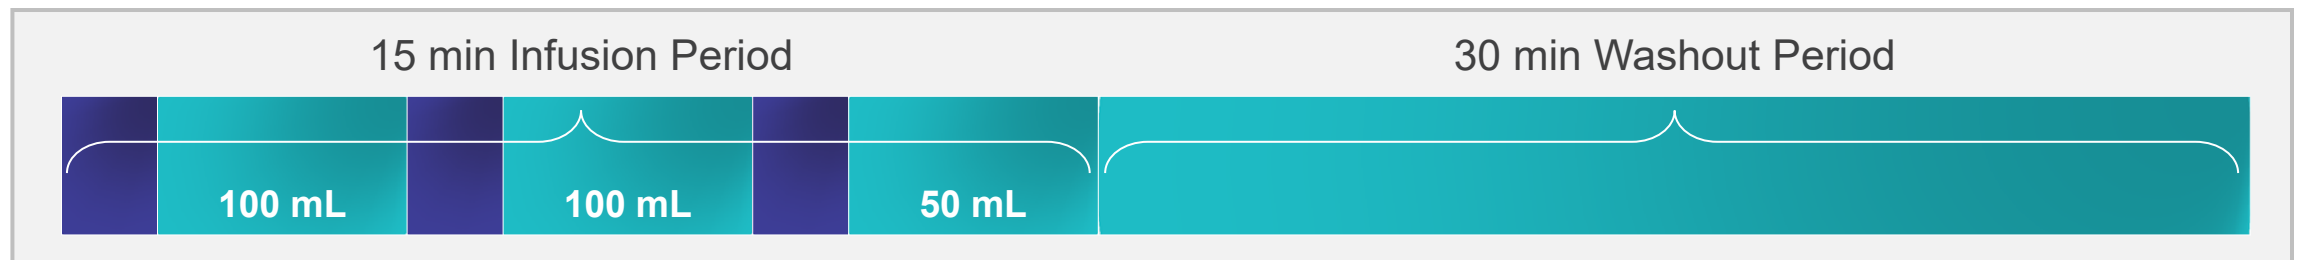 15 min Infusion Period
30 min Washout Period
100 mL
100 mL
50 mL